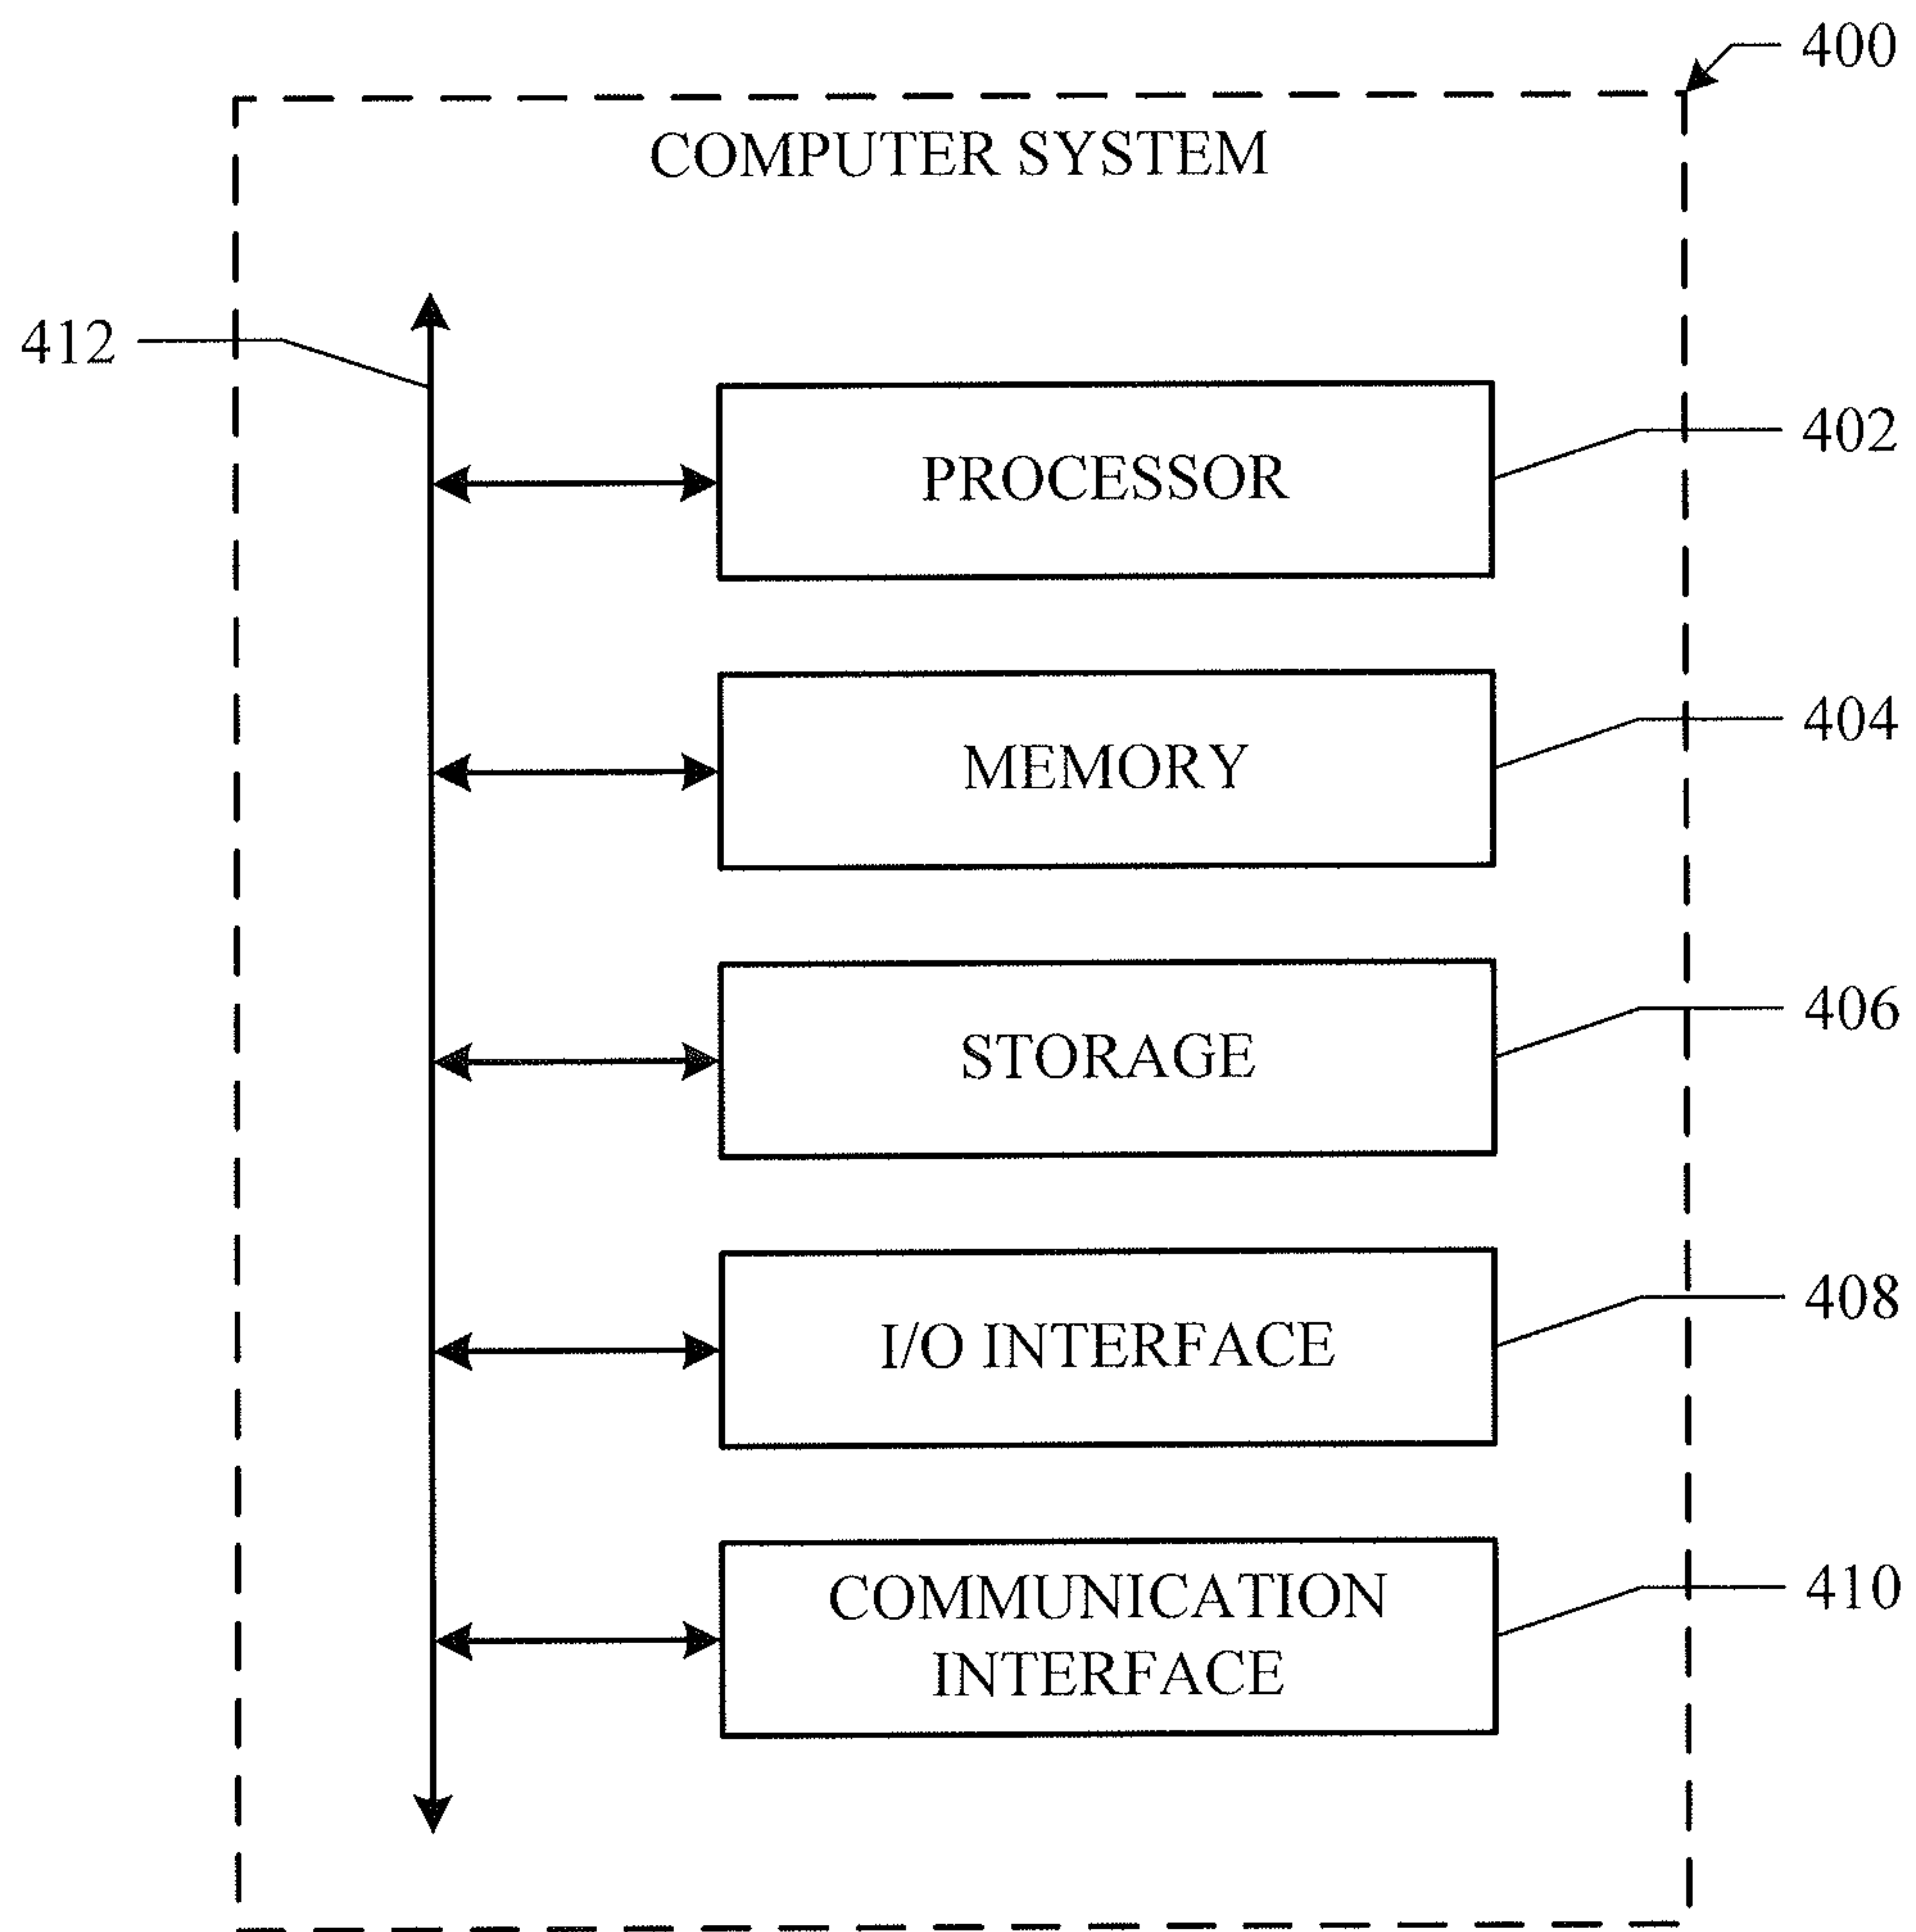 400
COMPUTER SYSTEM
412
PROCESSOR
402
MEMORY
404
STORAGE
406
I/O INTERFACE
408
COMMUNICATION
INTERFACE
410